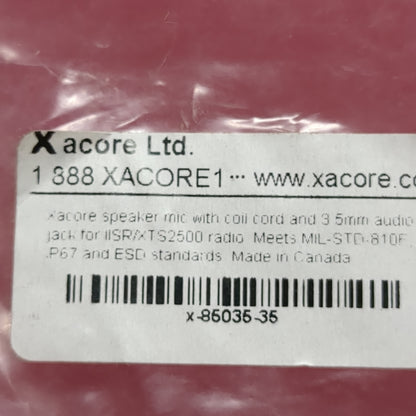 Xacore Ltd.
1 888 XACORE1... www.xacore.co
Xacore speaker mic with coil cord and 3.5mm audio
jack for IISR/XTS2500 radio. Meets MIL-STD-810F
IP67 and ESD standards. Made in Canada
x-85035-35